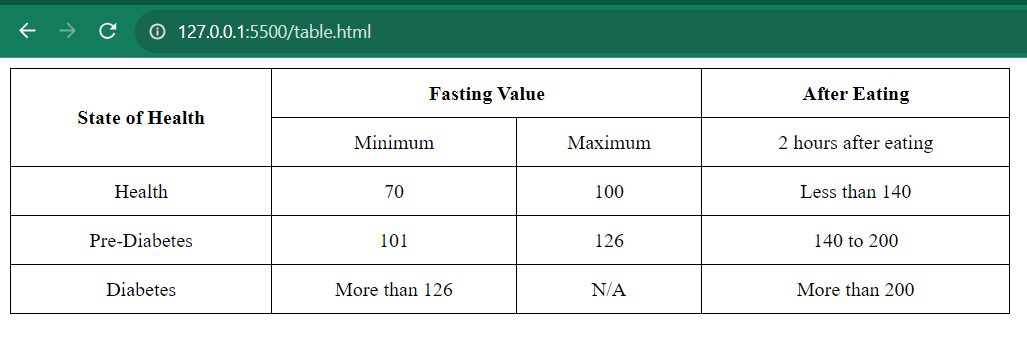 127.0.0.1:5500/table.html
State of Health Fasting Value After Eating
Minimum Maximum 2 hours after eating
Health 70 100 Less than 140
Pre-Diabetes 101 126 140 to 200
Diabetes More than 126 N/A More than 200